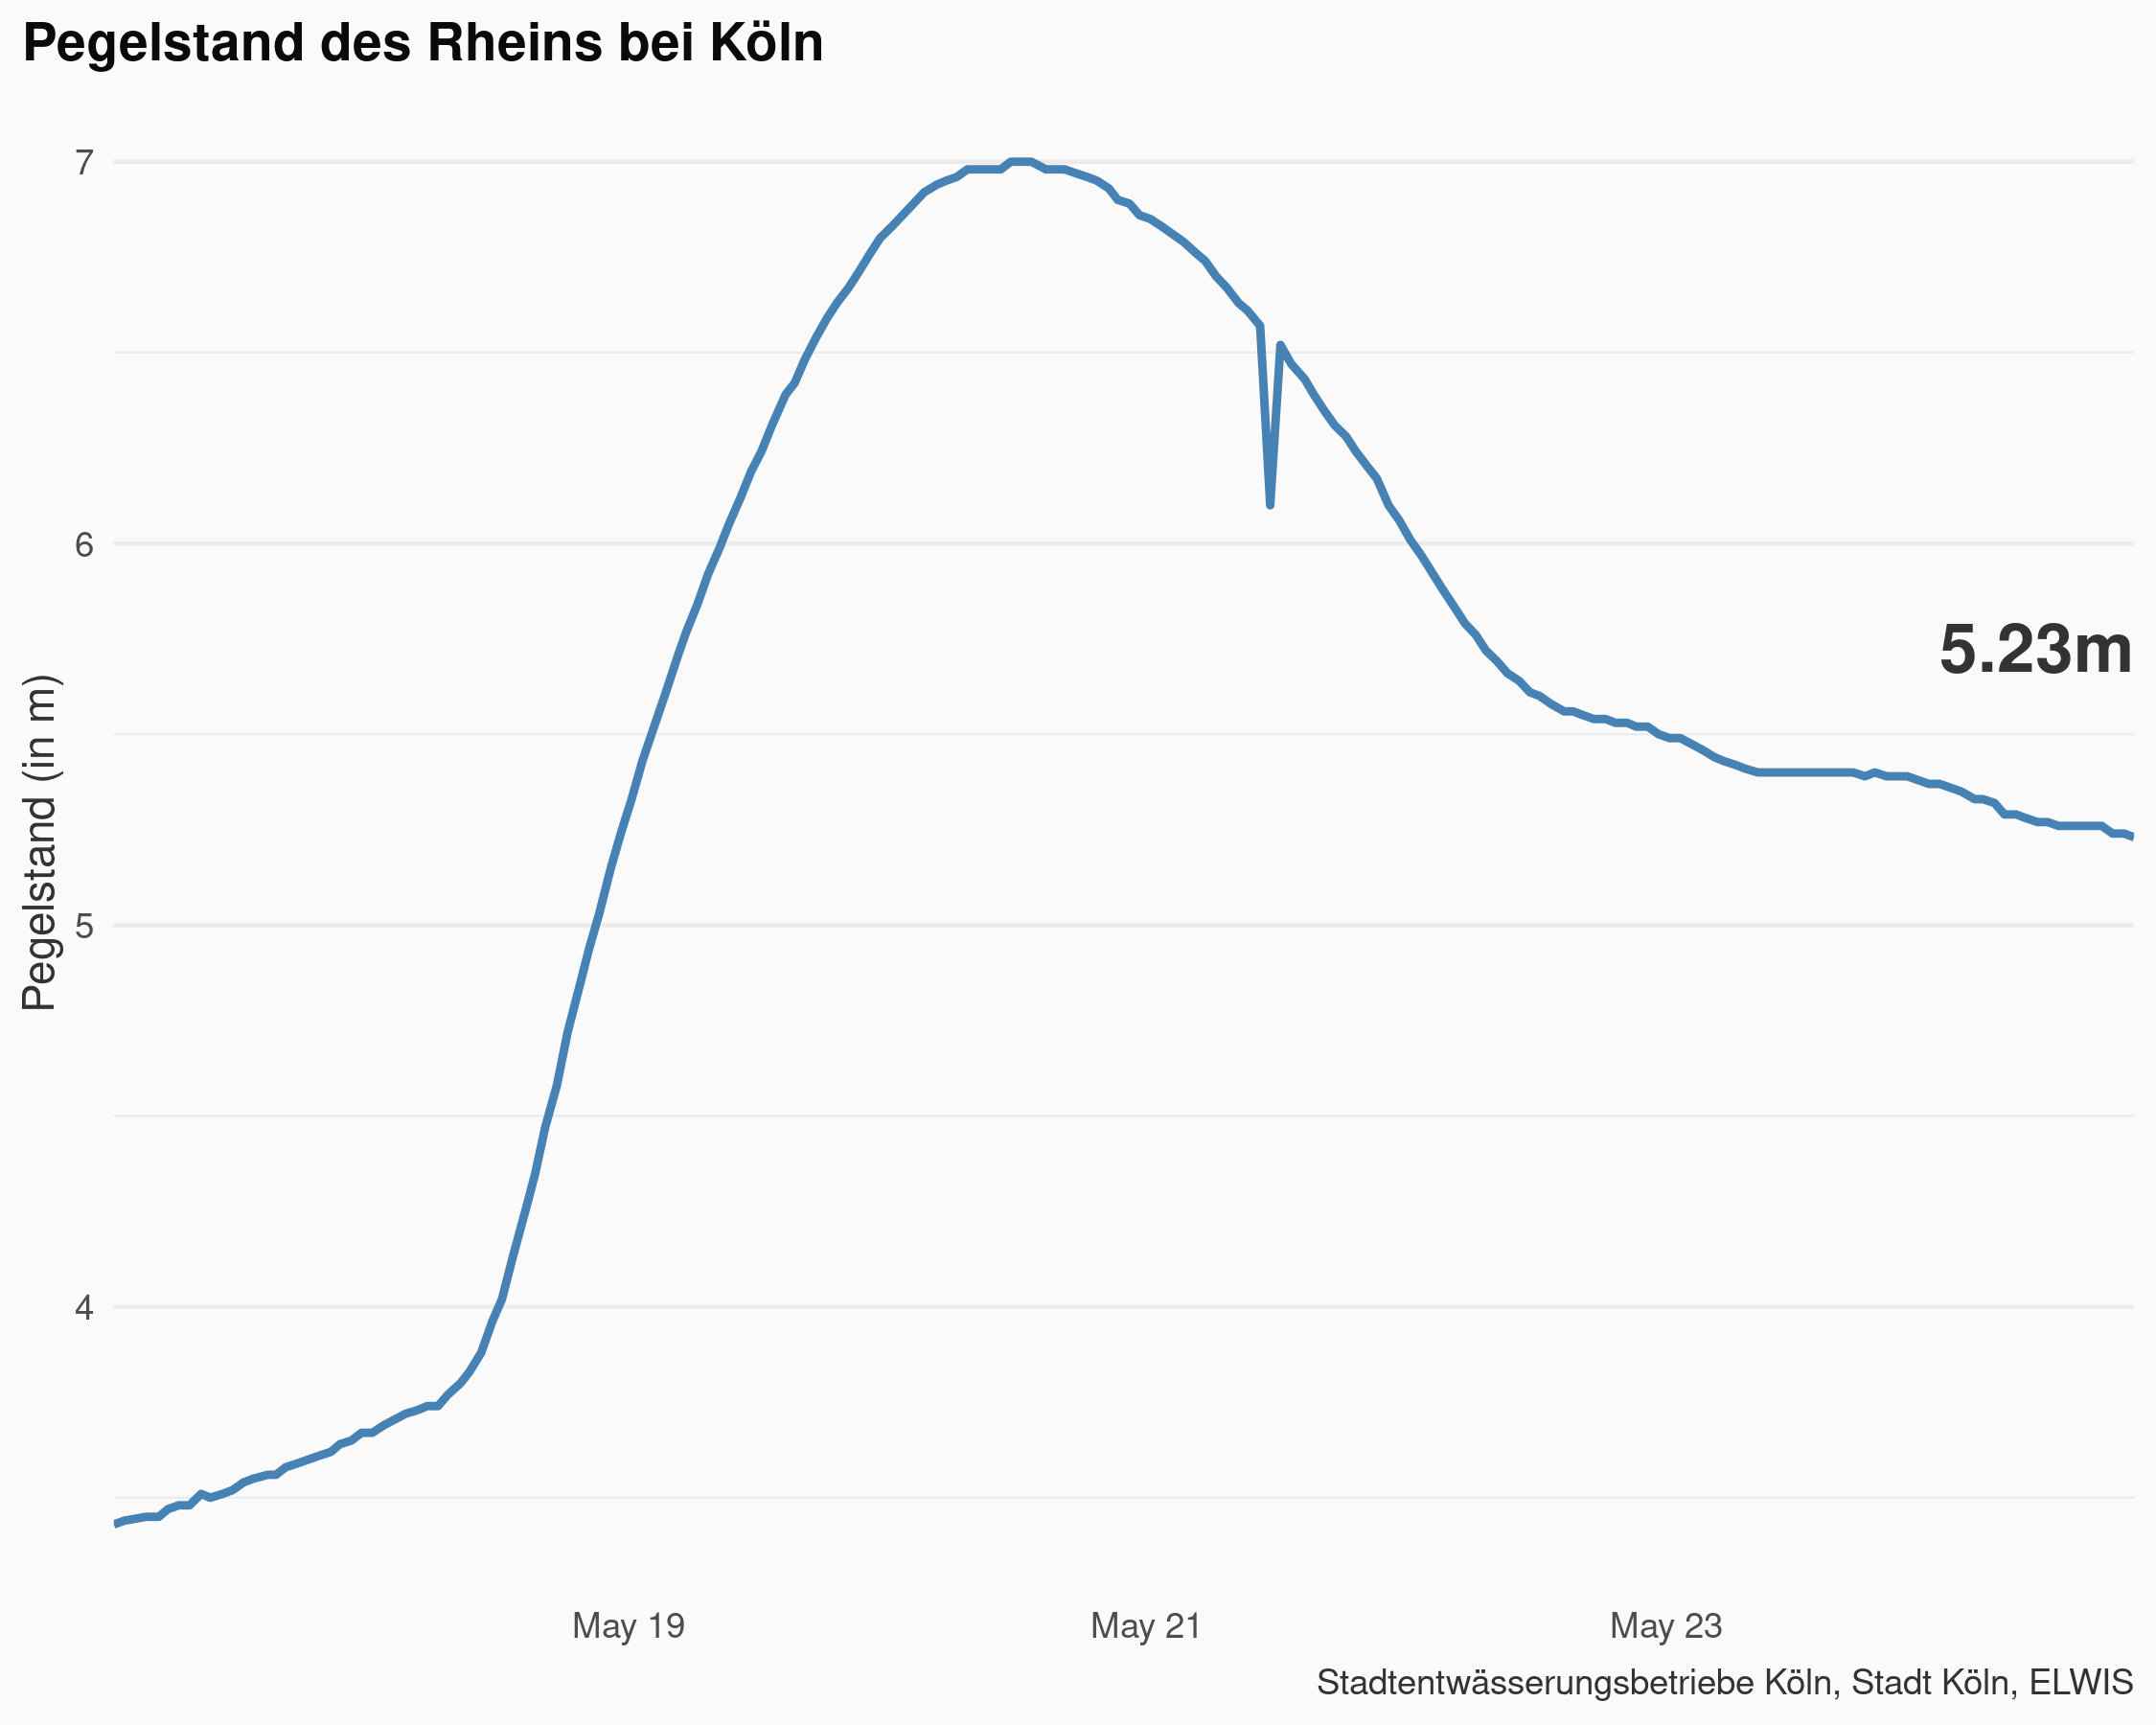 Pegelstand des Rheins bei Köln
Pegelstand (in m)
7
6
5
4
5.23m
May 19
May 21
May 23
Stadtentwässerungsbetriebe Köln, Stadt Köln, ELWIS